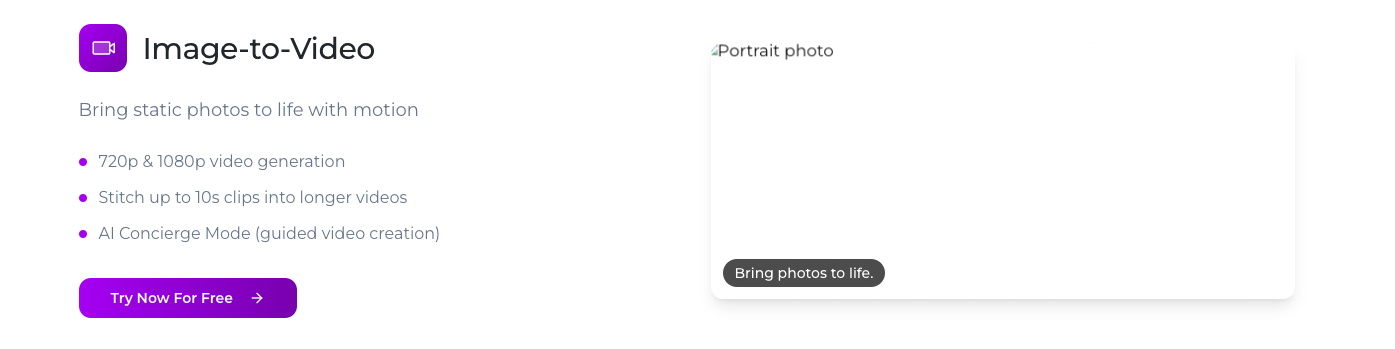 Image-to-Video
Bring static photos to life with motion
720p & 1080p video generation
Stitch up to 10s clips into longer videos
AI Concierge Mode (guided video creation)
Try Now For Free
Portrait photo
Bring photos to life.